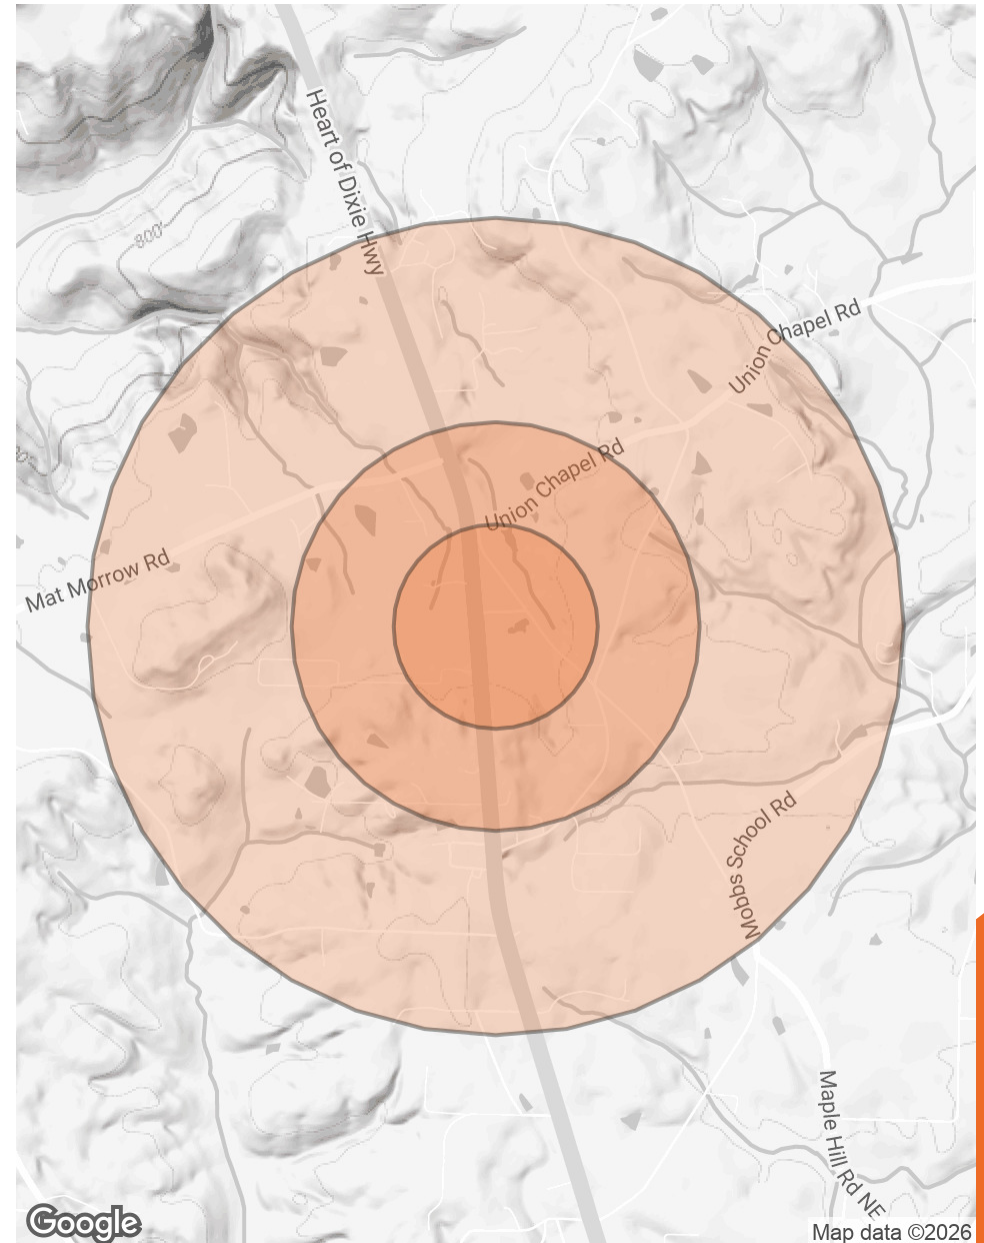 Heart of Dixie Hwy
800'
Union Chapel Rd
Union Chapel Rd
Mat Morrow Rd
Mobbs School Rd
Maple Hill Rd NE
Google
Map data ©2026